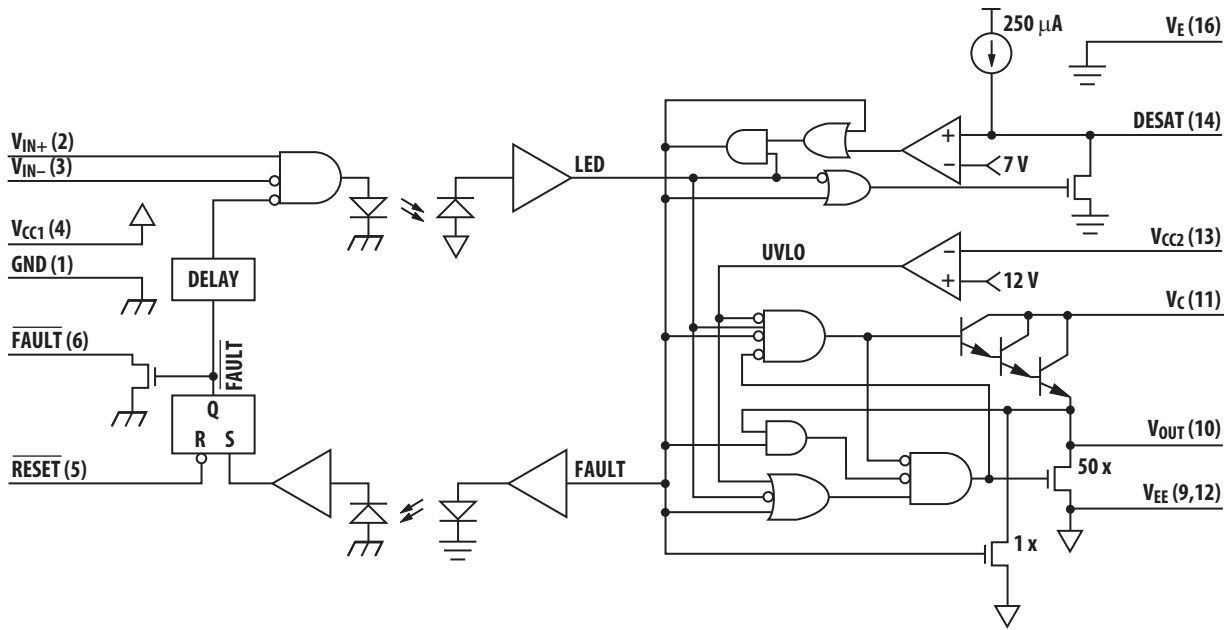 250 μA
V_E (16)
V_IN+ (2)
V_IN– (3)
LED
DESAT (14)
+
–
7 V
V_CC1 (4)
GND (1)
DELAY
UVLO
V_CC2 (13)
–
+
12 V
V_C (11)
FAULT (6)
FAULT
Q
R S
RESET (5)
FAULT
V_OUT (10)
50 x
V_EE (9,12)
1 x